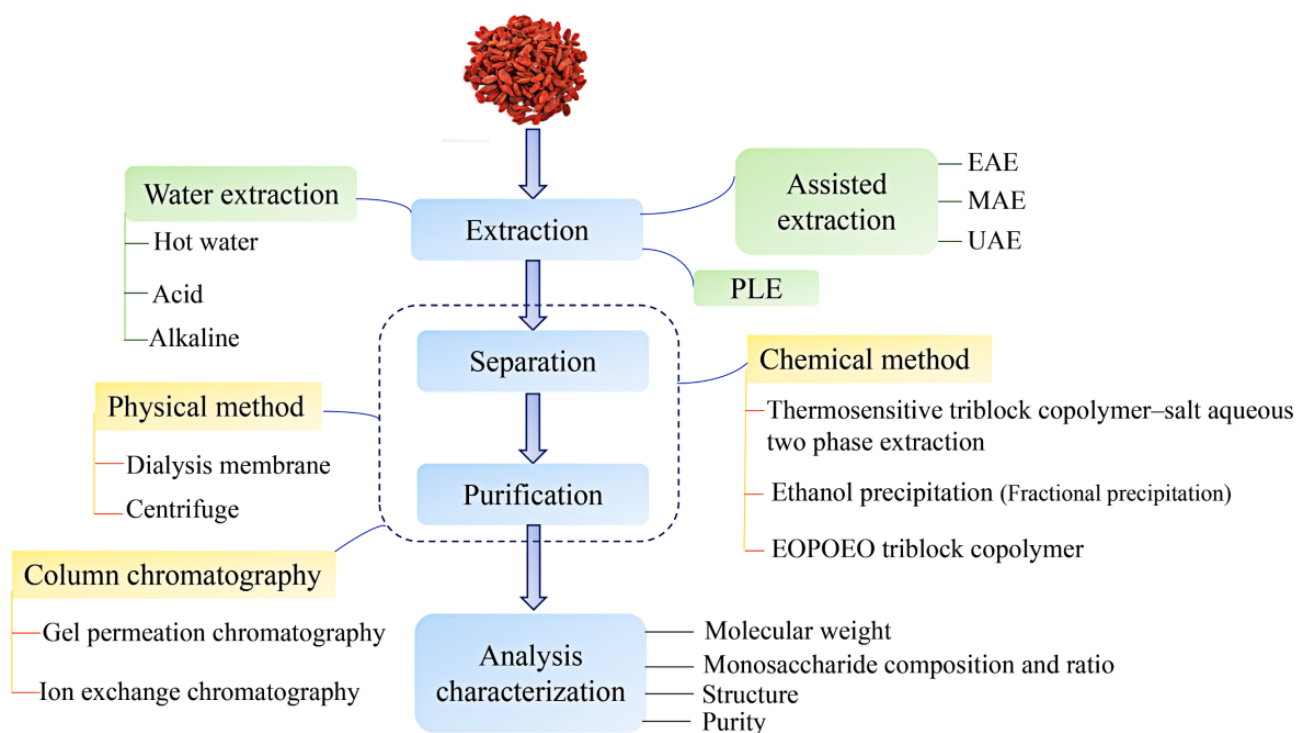 Water extraction
Hot water
Acid
Alkaline
Extraction
Assisted
extraction
EAE
MAE
UAE
PLE
Separation
Purification
Physical method
Dialysis membrane
Centrifuge
Chemical method
Thermosensitive triblock copolymer–salt aqueous
two phase extraction
Ethanol precipitation (Fractional precipitation)
EOPOEO triblock copolymer
Column chromatography
Gel permeation chromatography
Ion exchange chromatography
Analysis
characterization
Molecular weight
Monosaccharide composition and ratio
Structure
Purity